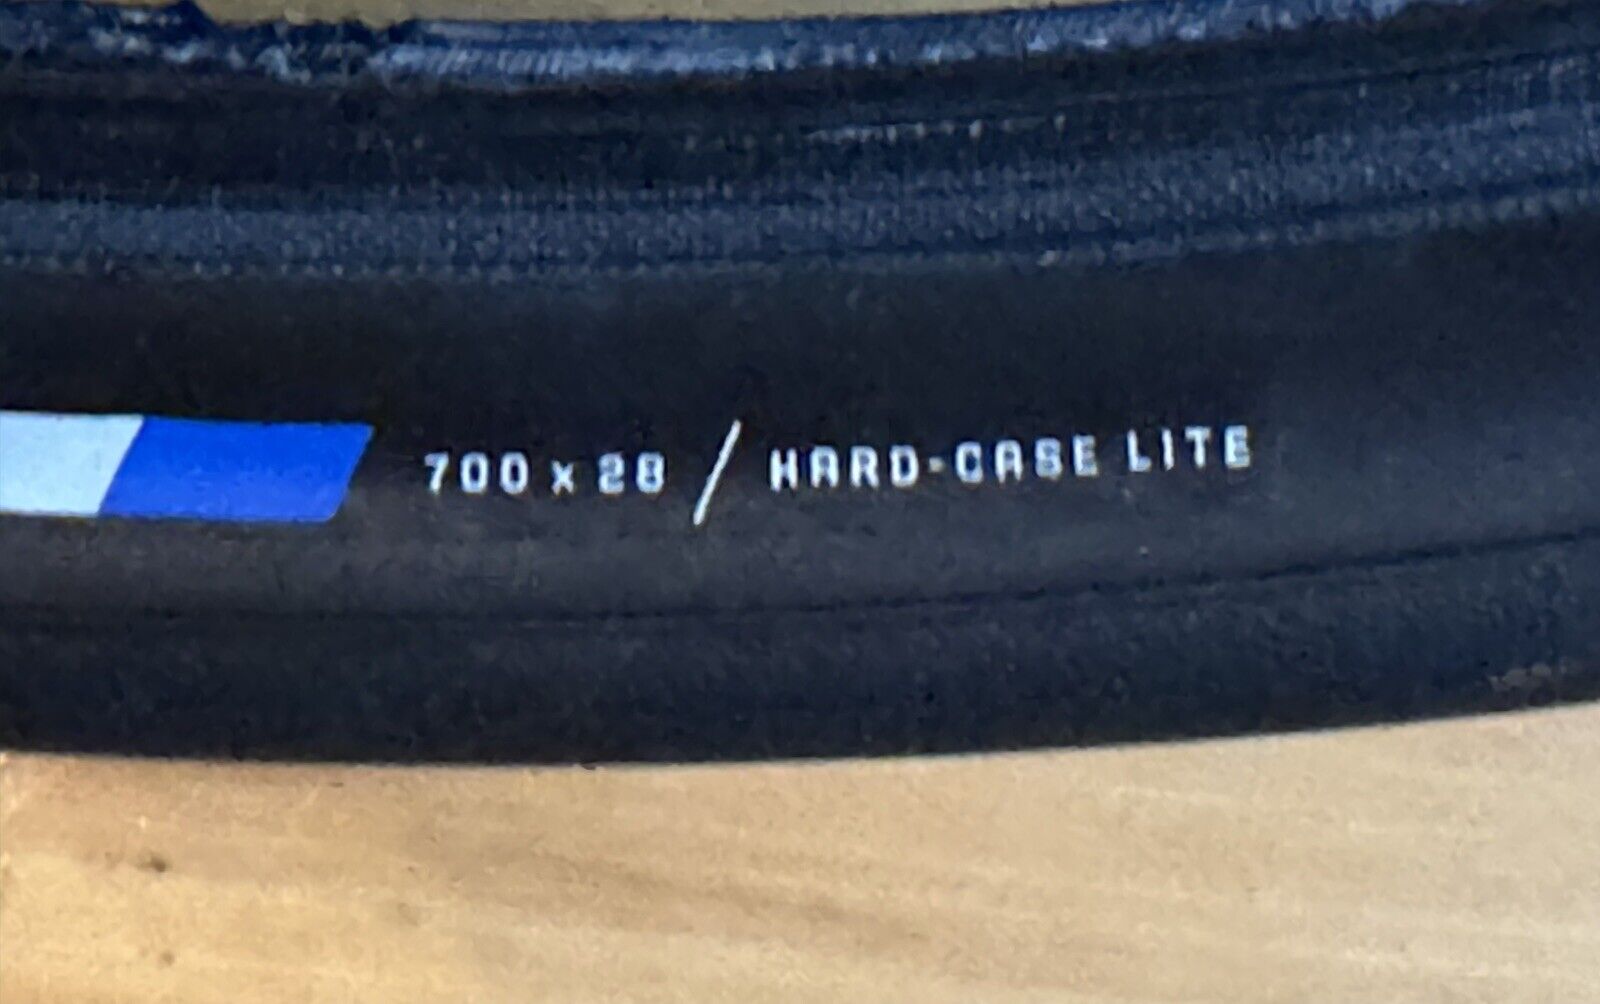 700 x 28 / HARD-CASE LITE